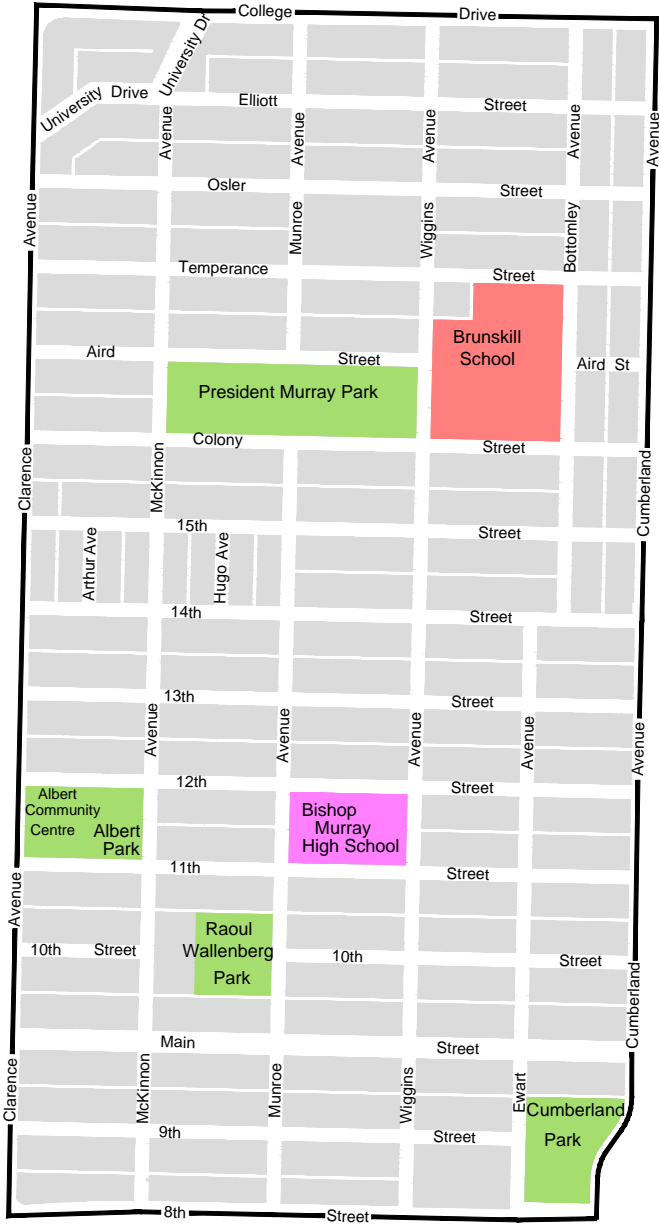 College Drive
University Dr
University Drive
Elliott Street
Avenue Avenue Avenue Avenue Avenue
Osler Street
Avenue
Munroe
Wiggins
Bottomley
Temperance Street
Brunskill
School
Aird Street
Aird St
President Murray Park
Colony Street
Clarence
McKinnon
Cumberland
15th Street
Arthur Ave
Hugo Ave
14th Street
13th Street
Avenue Avenue Avenue Avenue Avenue
12th Street
Albert
Community
Centre
Albert
Park
Bishop
Murray
High School
11th Street
Avenue
Raoul
Wallenberg
Park
10th Street
10th Street
Cumberland
Main Street
Clarence
McKinnon
Munroe
Wiggins
Ewart
Cumberland
Park
9th Street
8th Street